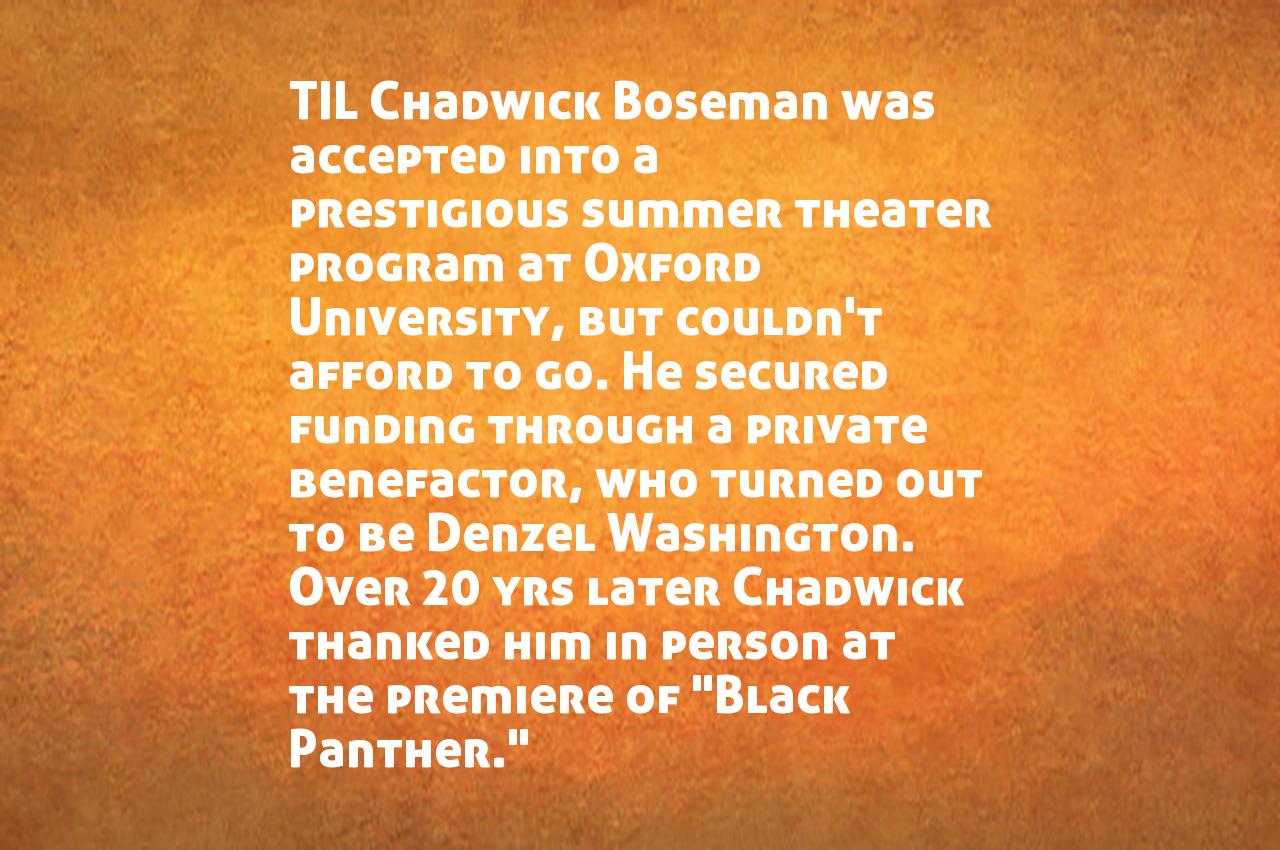 TIL Chadwick Boseman was
accepted into a
prestigious summer theater
program at Oxford
University, but couldn't
afford to go. He secured
funding through a private
benefactor, who turned out
to be Denzel Washington.
Over 20 yrs later Chadwick
thanked him in person at
the premiere of "Black
Panther."